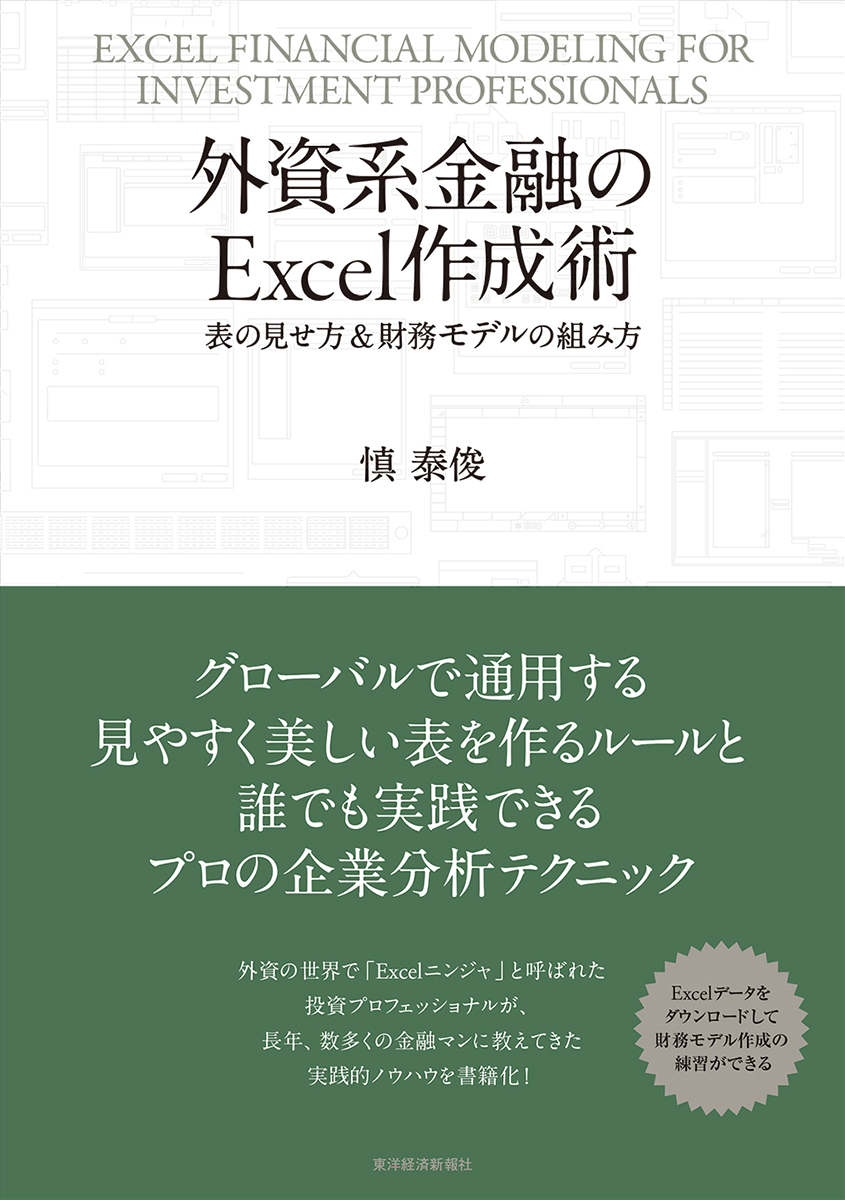 EXCEL FINANCIAL MODELING FOR
INVESTMENT PROFESSIONALS
外資系金融の
Excel作成術
表の見せ方&財務モデルの組み方
慎 泰俊
グローバルで通用する
見やすく美しい表を作るルールと
誰でも実践できる
プロの企業分析テクニック
外資の世界で「Excelニンジャ」と呼ばれた
投資プロフェッショナルが、
長年、数多くの金融マンに教えてきた
実践的ノウハウを書籍化!
Excelデータを
ダウンロードして
財務モデル作成の
練習ができる
東洋経済新報社